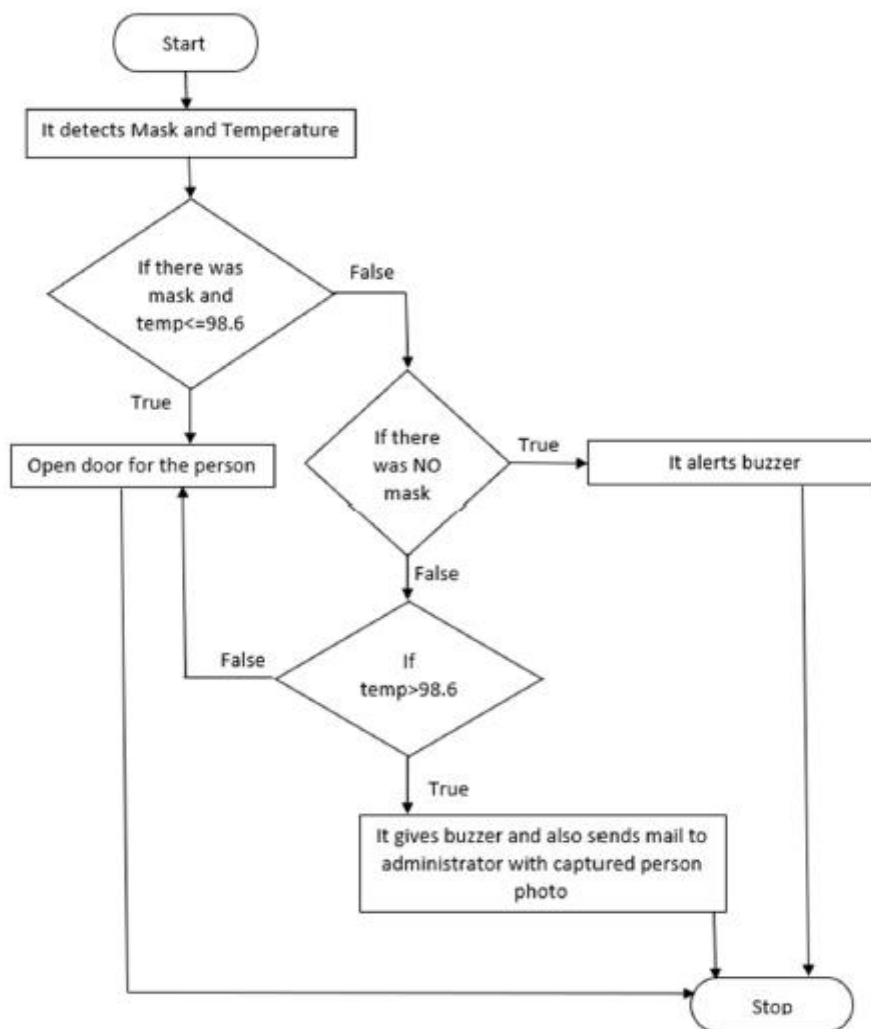 Start
It detects Mask and Temperature
If there was
mask and
temp<=98.6
False
True
Open door for the person
If there
was NO
mask
True
It alerts buzzer
False
If
temp>98.6
False
True
It gives buzzer and also sends mail to
administrator with captured person
photo
Stop